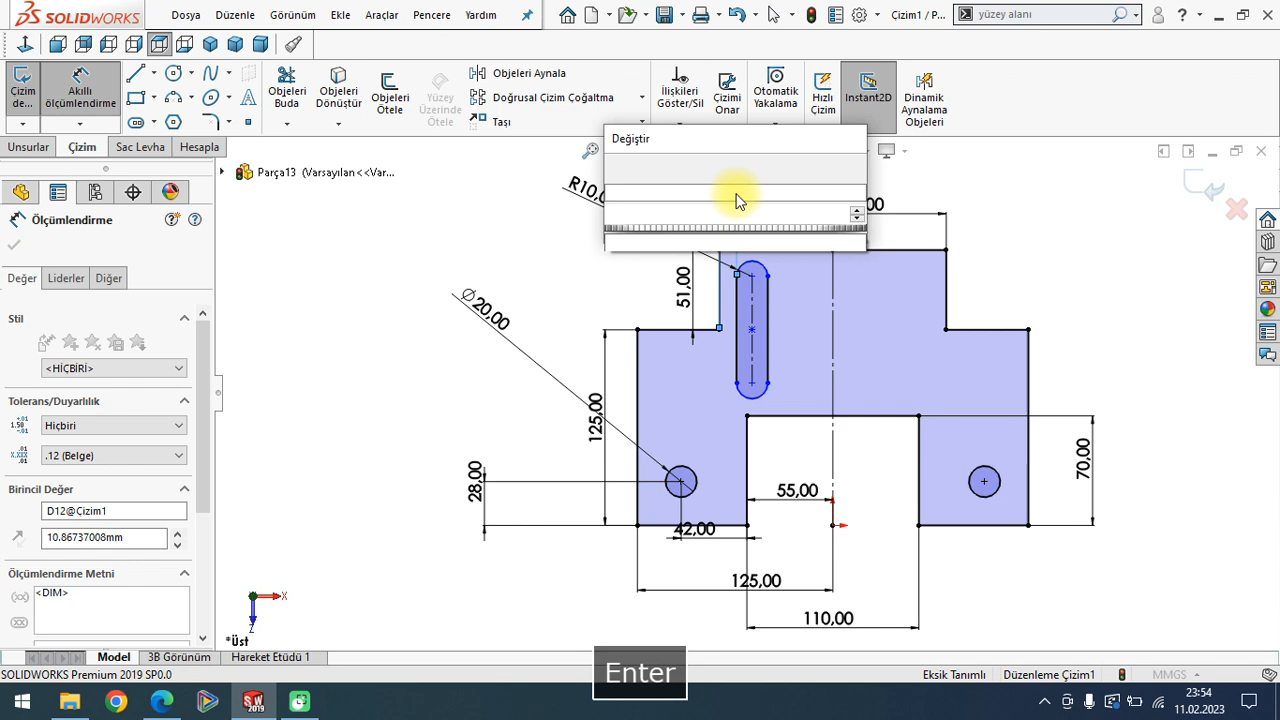 SOLIDWORKS
Dosya Düzenle Görünüm Ekle Araçlar Pencere Yardım
Çizim1 / P...
yüzey alanı
Çizim de...
Akıllı ölçümlendirme
Objeleri Buda
Objeleri Dönüştür
Objeleri Ötele
Yüzey Üzerinde Ötele
Objeleri Aynala
Doğrusal Çizim Çoğaltma
Taşı
İlişkileri Göster/Sil
Çizimi Onar
Otomatik Yakalama
Hızlı Çizim
Instant2D
Dinamik Aynalama Objeleri
Unsurlar Çizim Sac Levha Hesapla
Değiştir
Parça13 (Varsayılan<<Var...
Ölçümlendirme
Değer Liderler Diğer
Stil
<HİÇBİRİ>
Tolerans/Duyarlılık
Hiçbiri
.12 (Belge)
Birincil Değer
D12@Çizim1
10.86737008mm
Ölçümlendirme Metni
<DIM>
R10,0
00
51,00
∅20,00
125,00
28,00
42,00
55,00
70,00
125,00
110,00
X
Z
*Üst
Enter
Model 3B Görünüm Hareket Etüdü 1
SOLIDWORKS Premium 2019 SP0.0
Eksik Tanımlı Düzenleme Çizim1 MMGS
23:54
11.02.2023